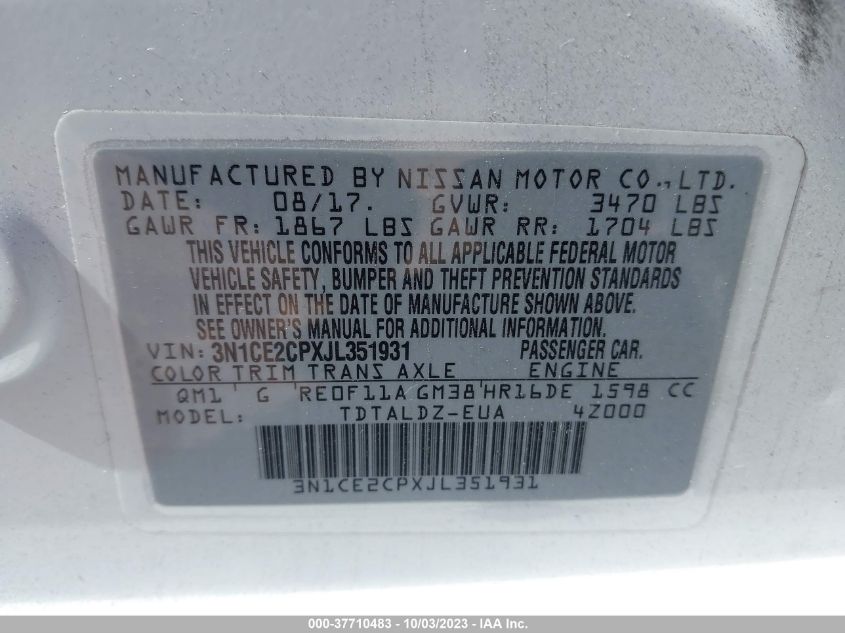 MANUFACTURED BY NISSAN MOTOR CO., LTD.
DATE: 08/17. GVWR: 3470 LBS
GAWR FR: 1867 LBS GAWR RR: 1704 LBS
THIS VEHICLE CONFORMS TO ALL APPLICABLE FEDERAL MOTOR
VEHICLE SAFETY, BUMPER AND THEFT PREVENTION STANDARDS
IN EFFECT ON THE DATE OF MANUFACTURE SHOWN ABOVE.
SEE OWNER'S MANUAL FOR ADDITIONAL INFORMATION.
VIN: 3N1CE2CPXJL351931 PASSENGER CAR.
COLOR TRIM TRANS AXLE ENGINE
QM1 ' G 'RE0F11A GM38'HR16DE 1598 CC
MODEL: TDTALDZ-EUA 4Z000
3N1CE2CPXJL351931
000-37710483 - 10/03/2023 - IAA Inc.